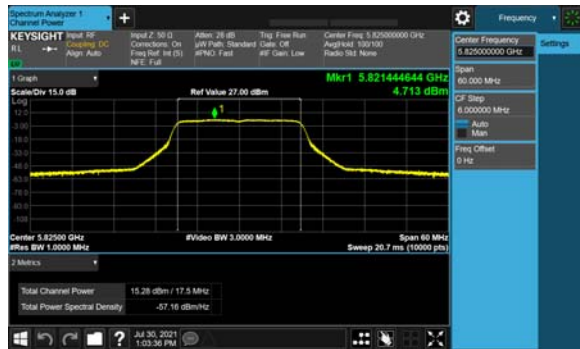 Spectrum Analyzer 1
Channel Power
+
Frequency
KEYSIGHT Input: RF
RL
Coupling: DC
Align: Auto
Input Z: 50 Ω
Corrections: On
Freq Ref: Int (S)
NFE: Full
Atten: 28 dB
µW Path: Standard
#PNO: Fast
Trig: Free Run
Gate: Off
#IF Gain: Low
Center Freq: 5.825000000 GHz
Avg|Hold: 100/100
Radio Std: None
Center Frequency
5.825000000 GHz
Settings
Span
60.000 MHz
CF Step
6.000000 MHz
Auto
Man
Freq Offset
0 Hz
1 Graph
Mkr1 5.821444644 GHz
Scale/Div 15.0 dB
Ref Value 27.00 dBm
4.713 dBm
Log
1
12.0
-3.00
-18.0
-33.0
-48.0
-63.0
-78.0
-93.0
-108
Center 5.82500 GHz
#Video BW 3.0000 MHz
Span 60 MHz
#Res BW 1.0000 MHz
Sweep 20.7 ms (10000 pts)
2 Metrics
Total Channel Power
15.28 dBm / 17.5 MHz
Total Power Spectral Density
-57.16 dBm/Hz
?
Jul 30, 2021
1:03:36 PM